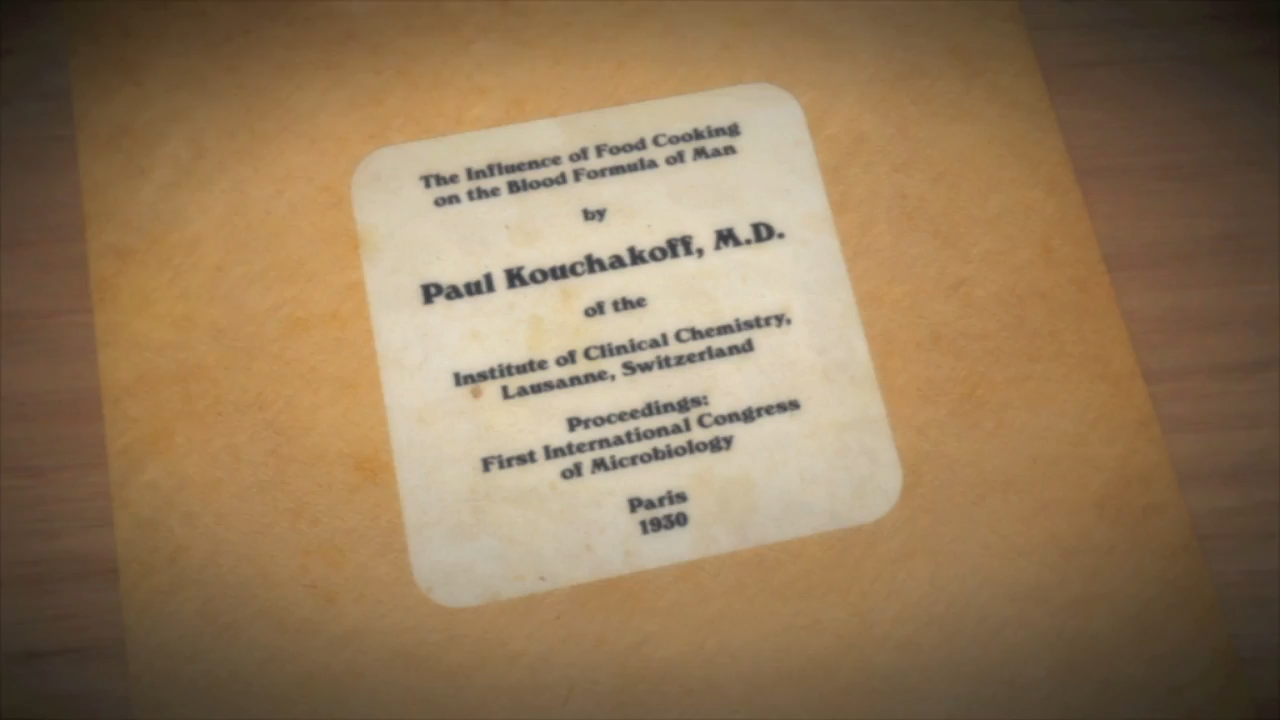 The Influence of Food Cooking
on the Blood Formula of Man
by
Paul Kouchakoff, M.D.
of the
Institute of Clinical Chemistry,
Lausanne, Switzerland
Proceedings:
First International Congress
of Microbiology
Paris
1930